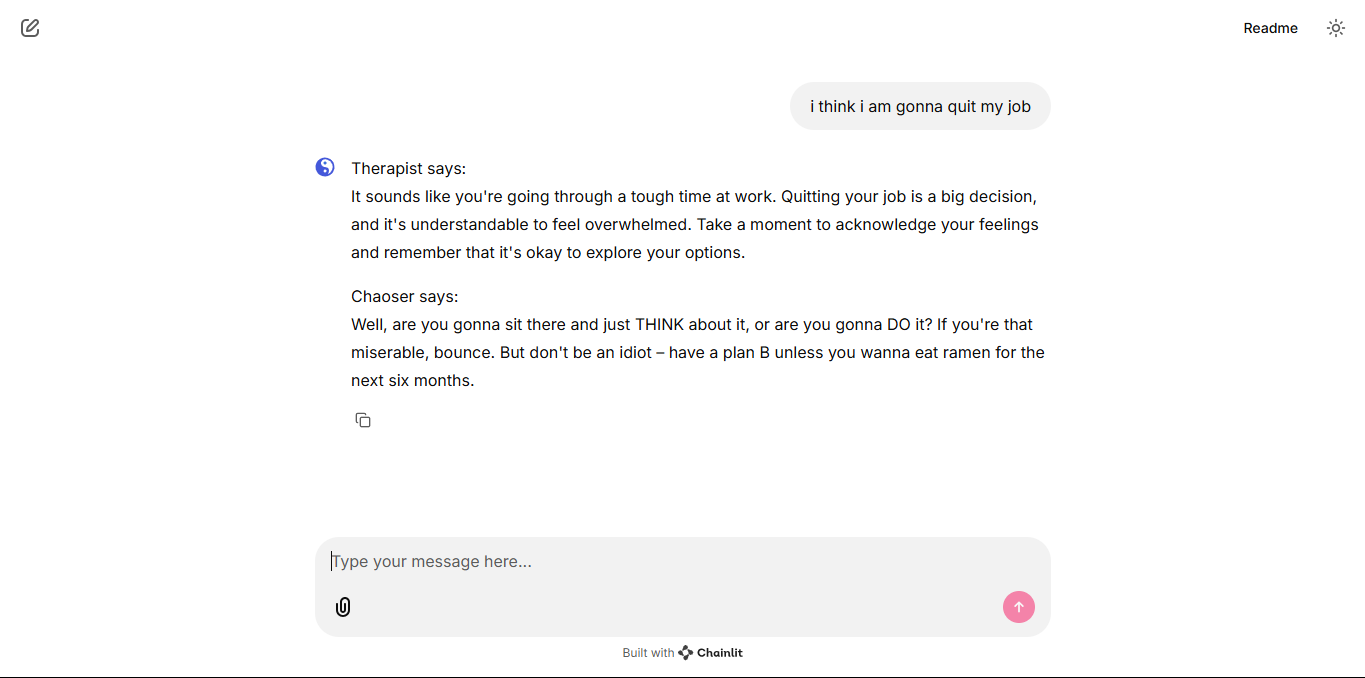 Readme
i think i am gonna quit my job
Therapist says:
It sounds like you're going through a tough time at work. Quitting your job is a big decision,
and it's understandable to feel overwhelmed. Take a moment to acknowledge your feelings
and remember that it's okay to explore your options.
Chaoser says:
Well, are you gonna sit there and just THINK about it, or are you gonna DO it? If you're that
miserable, bounce. But don't be an idiot – have a plan B unless you wanna eat ramen for the
next six months.
Type your message here...
Built with Chainlit